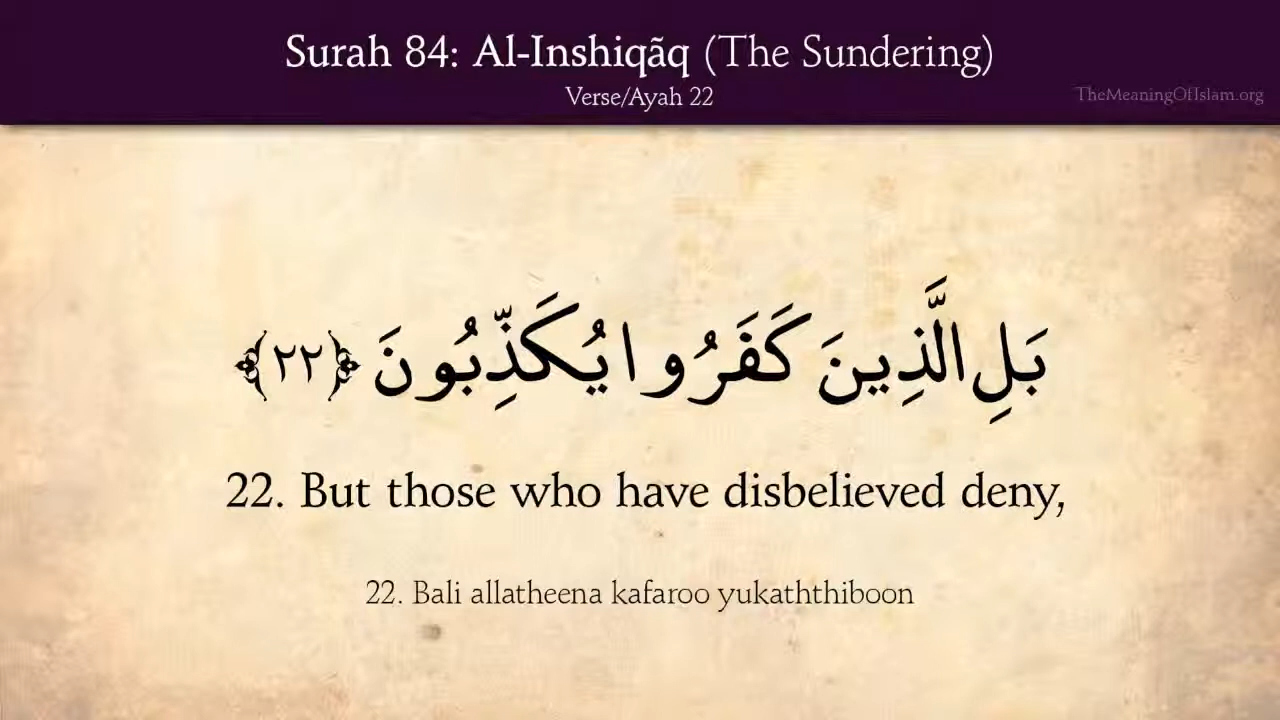 Surah 84: Al-Inshiqãq (The Sundering)
Verse/Ayah 22
TheMeaningOfIslam.org
بَلِ الَّذِينَ كَفَرُوا يُكَذِّبُونَ ﴿٢٢﴾
22. But those who have disbelieved deny,
22. Bali allatheena kafaroo yukaththiboon